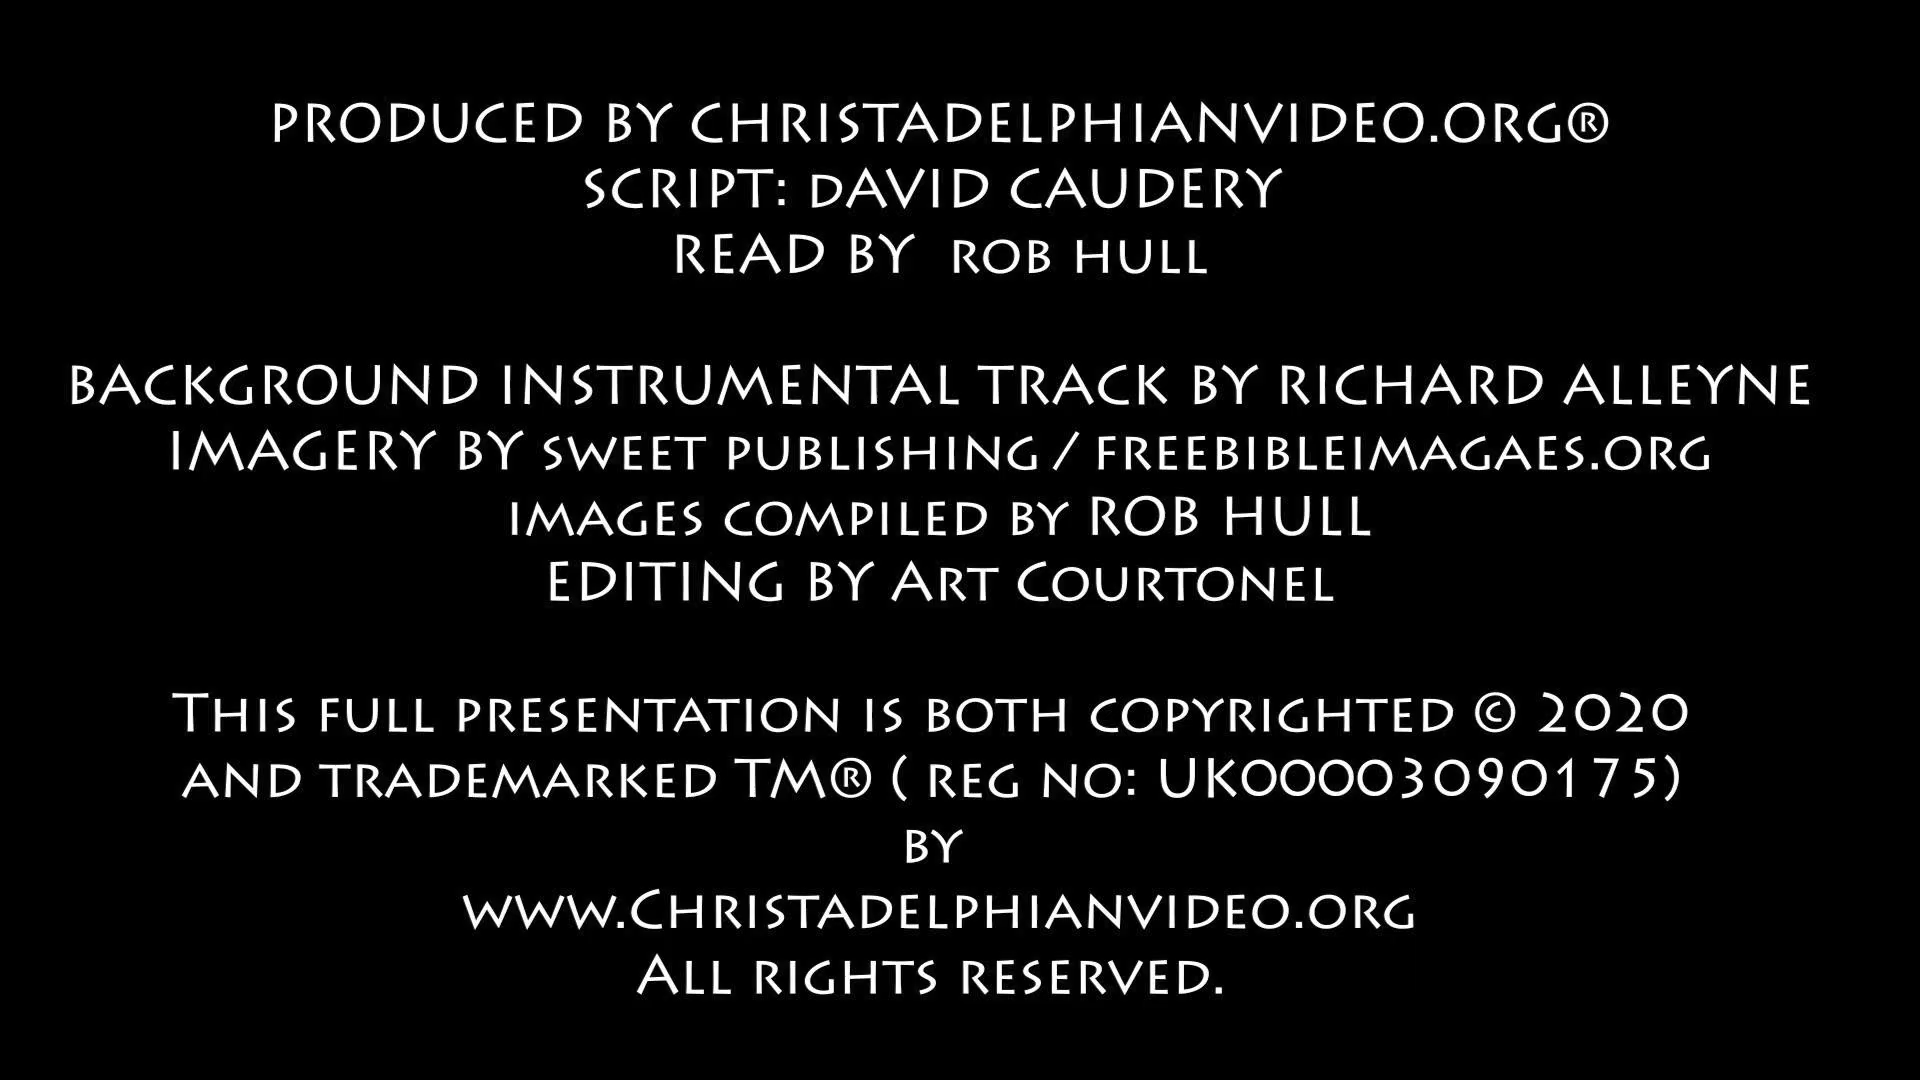 PRODUCED BY CHRISTADELPHIANVIDEO.ORG®
SCRIPT: dAVID CAUDERY
READ BY rob hull
BACKGROUND INSTRUMENTAL TRACK BY RICHARD ALLEYNE
IMAGERY BY sweet publishing / freebibleimagaes.org
images compiled by ROB HULL
EDITING BY Art Courtonel
This full presentation is both copyrighted © 2020
and trademarked TM® ( reg no: UK00003090175)
by
www.Christadelphianvideo.org
All rights reserved.